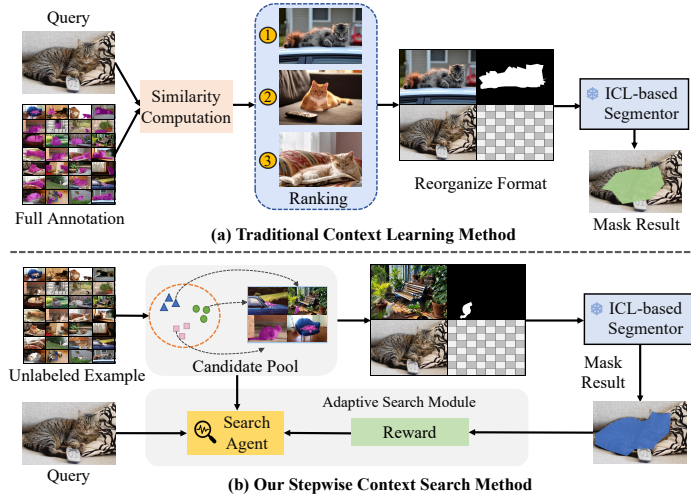 Query
Similarity
Computation
Full Annotation
1
2
3
Ranking
Reorganize Format
ICL-based
Segmentor
Mask Result
(a) Traditional Context Learning Method
Unlabeled Example
Candidate Pool
ICL-based
Segmentor
Mask
Result
Adaptive Search Module
Search
Agent
Reward
Query
(b) Our Stepwise Context Search Method